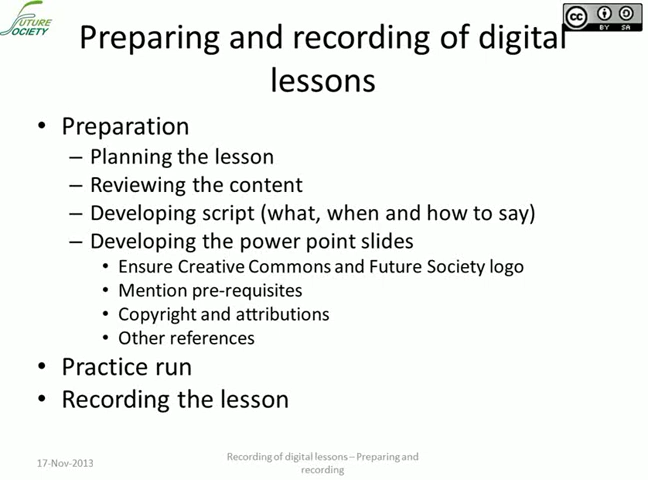 FUTURE
SOCIETY
cc BY SA
Preparing and recording of digital
lessons
• Preparation
– Planning the lesson
– Reviewing the content
– Developing script (what, when and how to say)
– Developing the power point slides
• Ensure Creative Commons and Future Society logo
• Mention pre-requisites
• Copyright and attributions
• Other references
• Practice run
• Recording the lesson
17-Nov-2013
Recording of digital lessons – Preparing and
recording